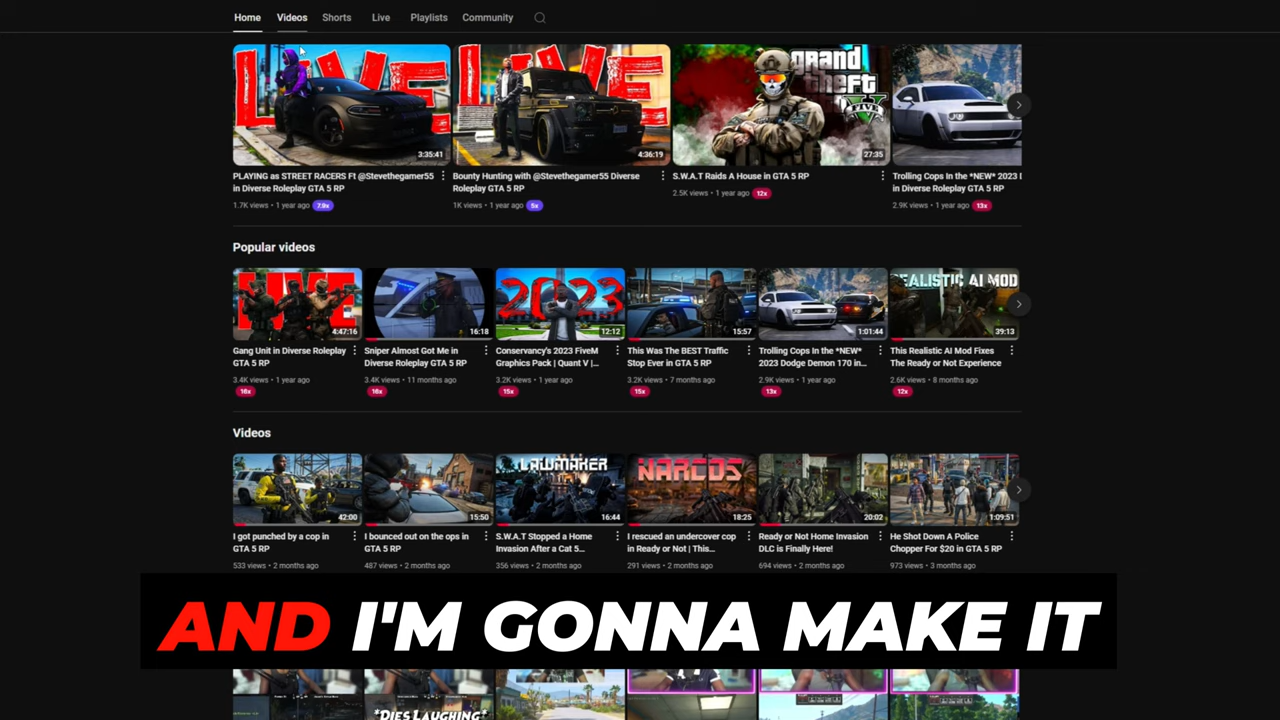 Home Videos Shorts Live Playlists Community
LIVE
LIVE
grand
theft
V
FIVE
3:35:41
4:36:19
27:35
PLAYING as STREET RACERS Ft @Stevethegamer55
in Diverse Roleplay GTA 5 RP
1.7K views • 1 year ago 7.9x
Bounty Hunting with @Stevethegamer55 Diverse
Roleplay GTA 5 RP
1K views • 1 year ago 5x
S.W.A.T Raids A House in GTA 5 RP
2.5K views • 1 year ago 12x
Trolling Cops In the *NEW* 2023 D
in Diverse Roleplay GTA 5 RP
2.9K views • 1 year ago 13x
Popular videos
LIVE
2023
REALISTIC AI MOD
4:47:16
16:18
12:12
15:57
1:01:44
39:13
Gang Unit in Diverse Roleplay
GTA 5 RP
3.4K views • 1 year ago
16x
Sniper Almost Got Me in
Diverse Roleplay GTA 5 RP
3.4K views • 11 months ago
16x
Conservancy's 2023 FiveM
Graphics Pack | Quant V |...
3.2K views • 1 year ago
15x
This Was The BEST Traffic
Stop Ever in GTA 5 RP
3.2K views • 7 months ago
15x
Trolling Cops In the *NEW*
2023 Dodge Demon 170 in...
2.9K views • 1 year ago
13x
This Realistic AI Mod Fixes
The Ready or Not Experience
2.6K views • 8 months ago
12x
Videos
LAWMAKER
NARCOS
42:00
15:50
16:44
18:25
20:02
1:09:51
I got punched by a cop in
GTA 5 RP
533 views • 2 months ago
I bounced out on the ops in
GTA 5 RP
487 views • 2 months ago
S.W.A.T Stopped a Home
Invasion After a Cat 5...
356 views • 2 months ago
I rescued an undercover cop
in Ready or Not | This...
291 views • 2 months ago
Ready or Not Home Invasion
DLC is Finally Here!
694 views • 2 months ago
He Shot Down A Police
Chopper For $20 in GTA 5 RP
973 views • 3 months ago
AND I'M GONNA MAKE IT
*DIES LAUGHING*